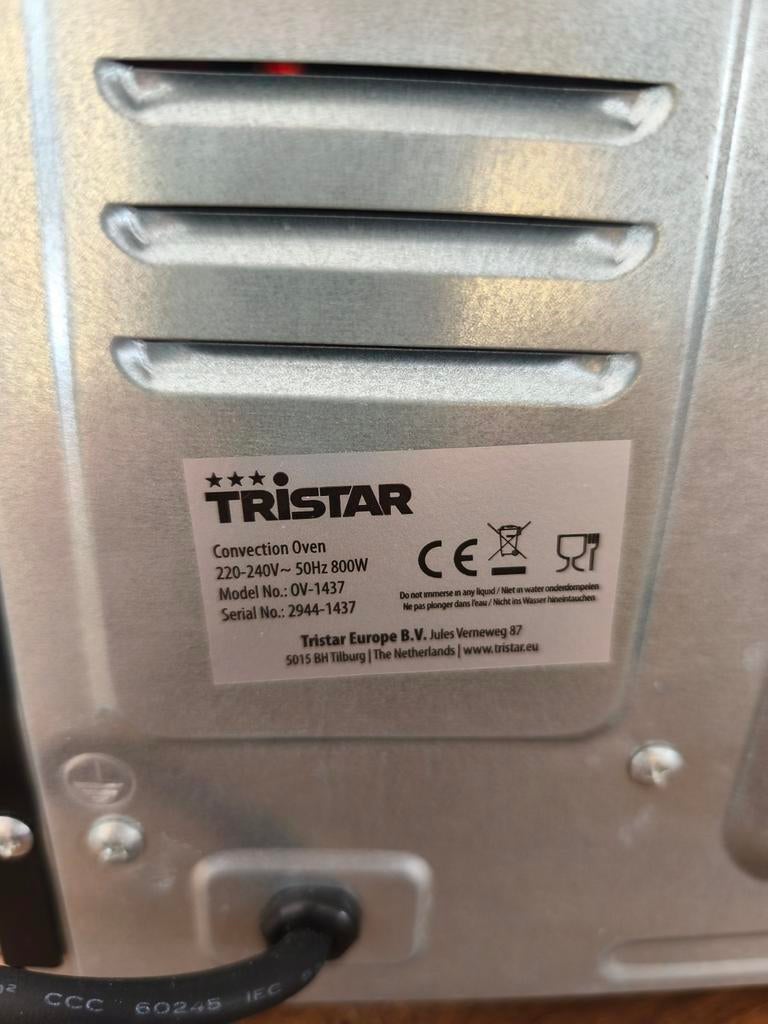 TRiSTAR
Convection Oven
220-240V~ 50Hz 800W
Model No.: OV-1437
Serial No.: 2944-1437
CE
Do not immerse in any liquid / Niet in water onderdompelen
Ne pas plonger dans l'eau / Nicht ins Wasser hineintauchen
Tristar Europe B.V. Jules Verneweg 87
5015 BH Tilburg | The Netherlands | www.tristar.eu
CCC 60245 IEC